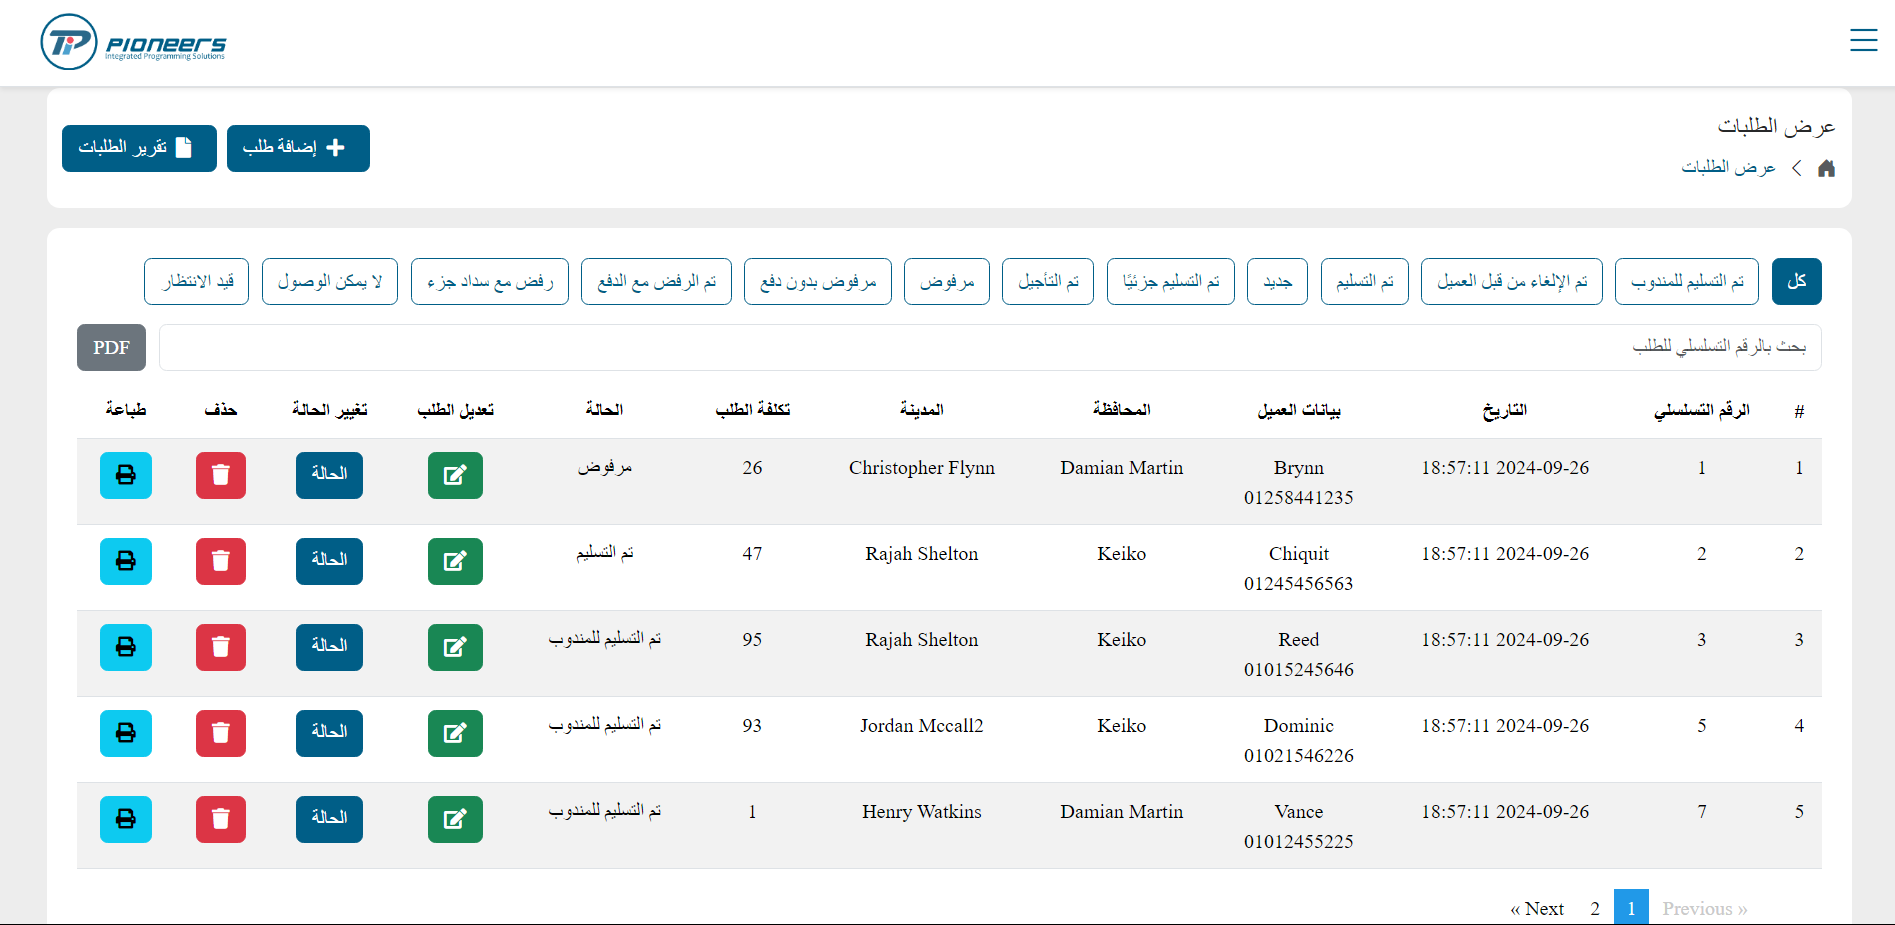 PIONEERS
Integrated Programming Solutions
عرض الطلبات
عرض الطلبات
إضافة طلب
تقرير الطلبات
كل
تم التسليم للمندوب
تم الإلغاء من قبل العميل
تم التسليم
جديد
تم التسليم جزئيًا
تم التأجيل
مرفوض
مرفوض بدون دفع
تم الرفض مع الدفع
رفض مع سداد جزء
لا يمكن الوصول
قيد الانتظار
بحث بالرقم التسلسلي للطلب
PDF
# الرقم التسلسلي التاريخ بيانات العميل المحافظة المدينة تكلفة الطلب الحالة تعديل الطلب تغيير الحالة حذف طباعة
1 1 18:57:11 2024-09-26 Brynn Damian Martin Christopher Flynn 26 مرفوض الحالة
01258441235
2 2 18:57:11 2024-09-26 Chiquit Keiko Rajah Shelton 47 تم التسليم الحالة
01245456563
3 3 18:57:11 2024-09-26 Reed Keiko Rajah Shelton 95 تم التسليم للمندوب الحالة
01015245646
4 5 18:57:11 2024-09-26 Dominic Keiko Jordan Mccall2 93 تم التسليم للمندوب الحالة
01021546226
5 7 18:57:11 2024-09-26 Vance Damian Martin Henry Watkins 1 تم التسليم للمندوب الحالة
01012455225
« Next 2 1 Previous »